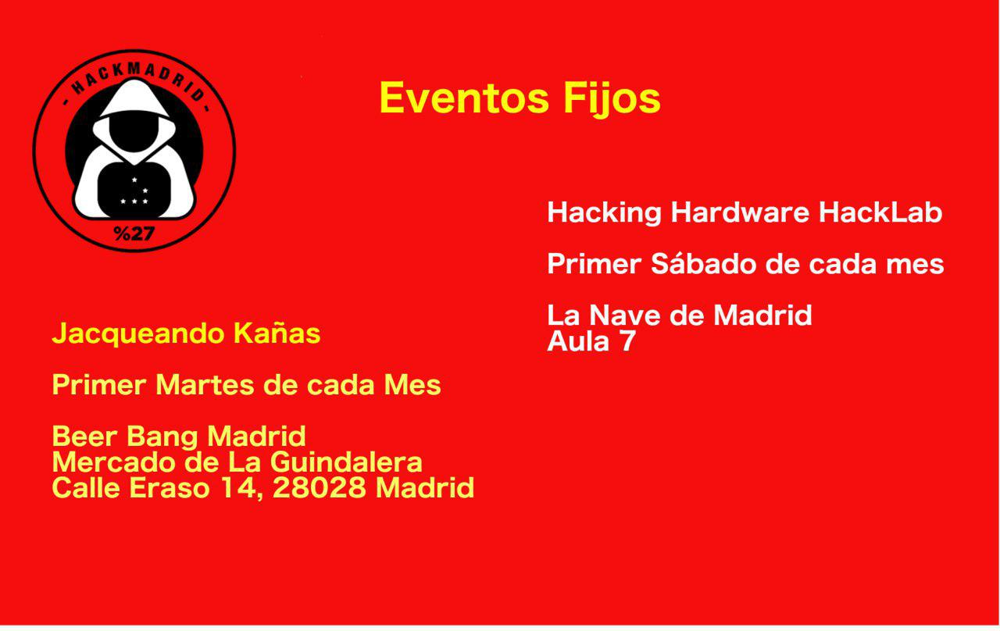 - HACKMADRID -
%27
Eventos Fijos
Jacqueando Kañas
Primer Martes de cada Mes
Beer Bang Madrid
Mercado de La Guindalera
Calle Eraso 14, 28028 Madrid
Hacking Hardware HackLab
Primer Sábado de cada mes
La Nave de Madrid
Aula 7